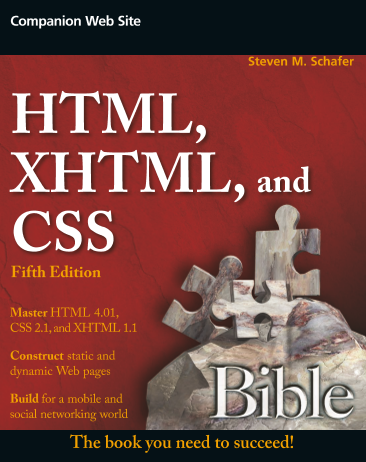 Companion Web Site
Steven M. Schafer
HTML,
XHTML, and
CSS
Fifth Edition
Master HTML 4.01,
CSS 2.1, and XHTML 1.1
Construct static and
dynamic Web pages
Build for a mobile and
social networking world
Bible
The book you need to succeed!